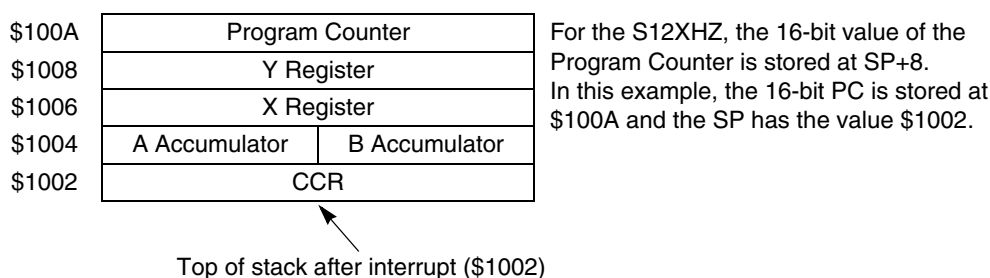 $100A Program Counter
$1008 Y Register
$1006 X Register
$1004 A Accumulator B Accumulator
$1002 CCR
Top of stack after interrupt ($1002)
For the S12XHZ, the 16-bit value of the
Program Counter is stored at SP+8.
In this example, the 16-bit PC is stored at
$100A and the SP has the value $1002.